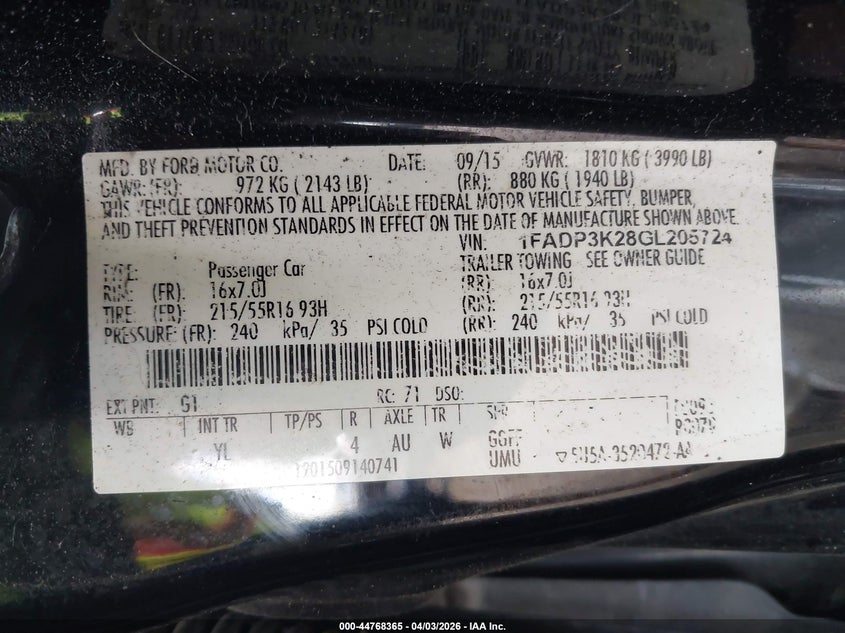 MFD. BY FORD MOTOR CO. DATE: 09/15 GVWR: 1810 KG ( 3990 LB)
GAWR: (FR): 972 KG ( 2143 LB) (RR): 880 KG ( 1940 LB)
THIS VEHICLE CONFORMS TO ALL APPLICABLE FEDERAL MOTOR VEHICLE SAFETY, BUMPER,
AND THEFT PREVENTION STANDARDS IN EFFECT ON THE DATE OF MANUFACTURE SHOWN ABOVE.
VIN: 1FADP3K28GL205724
TYPE: Passenger Car TRAILER TOWING SEE OWNER GUIDE
RIM: (FR): 16x7.0J (RR): 16x7.0J
TIRE: (FR) 215/55R16 93H (RR): 215/55R16 93H
PRESSURE: (FR): 240 kPa/ 35 PSI COLD (RR): 240 kPa/ 35 PSI COLD
EXT PNT: G1 RC: 71 DSO:
WB INT TR TP/PS R AXLE TR SPR
YL 4 AU W GGFF
1201509140741 UMU
000-44768365 - 04/03/2026 - IAA Inc.